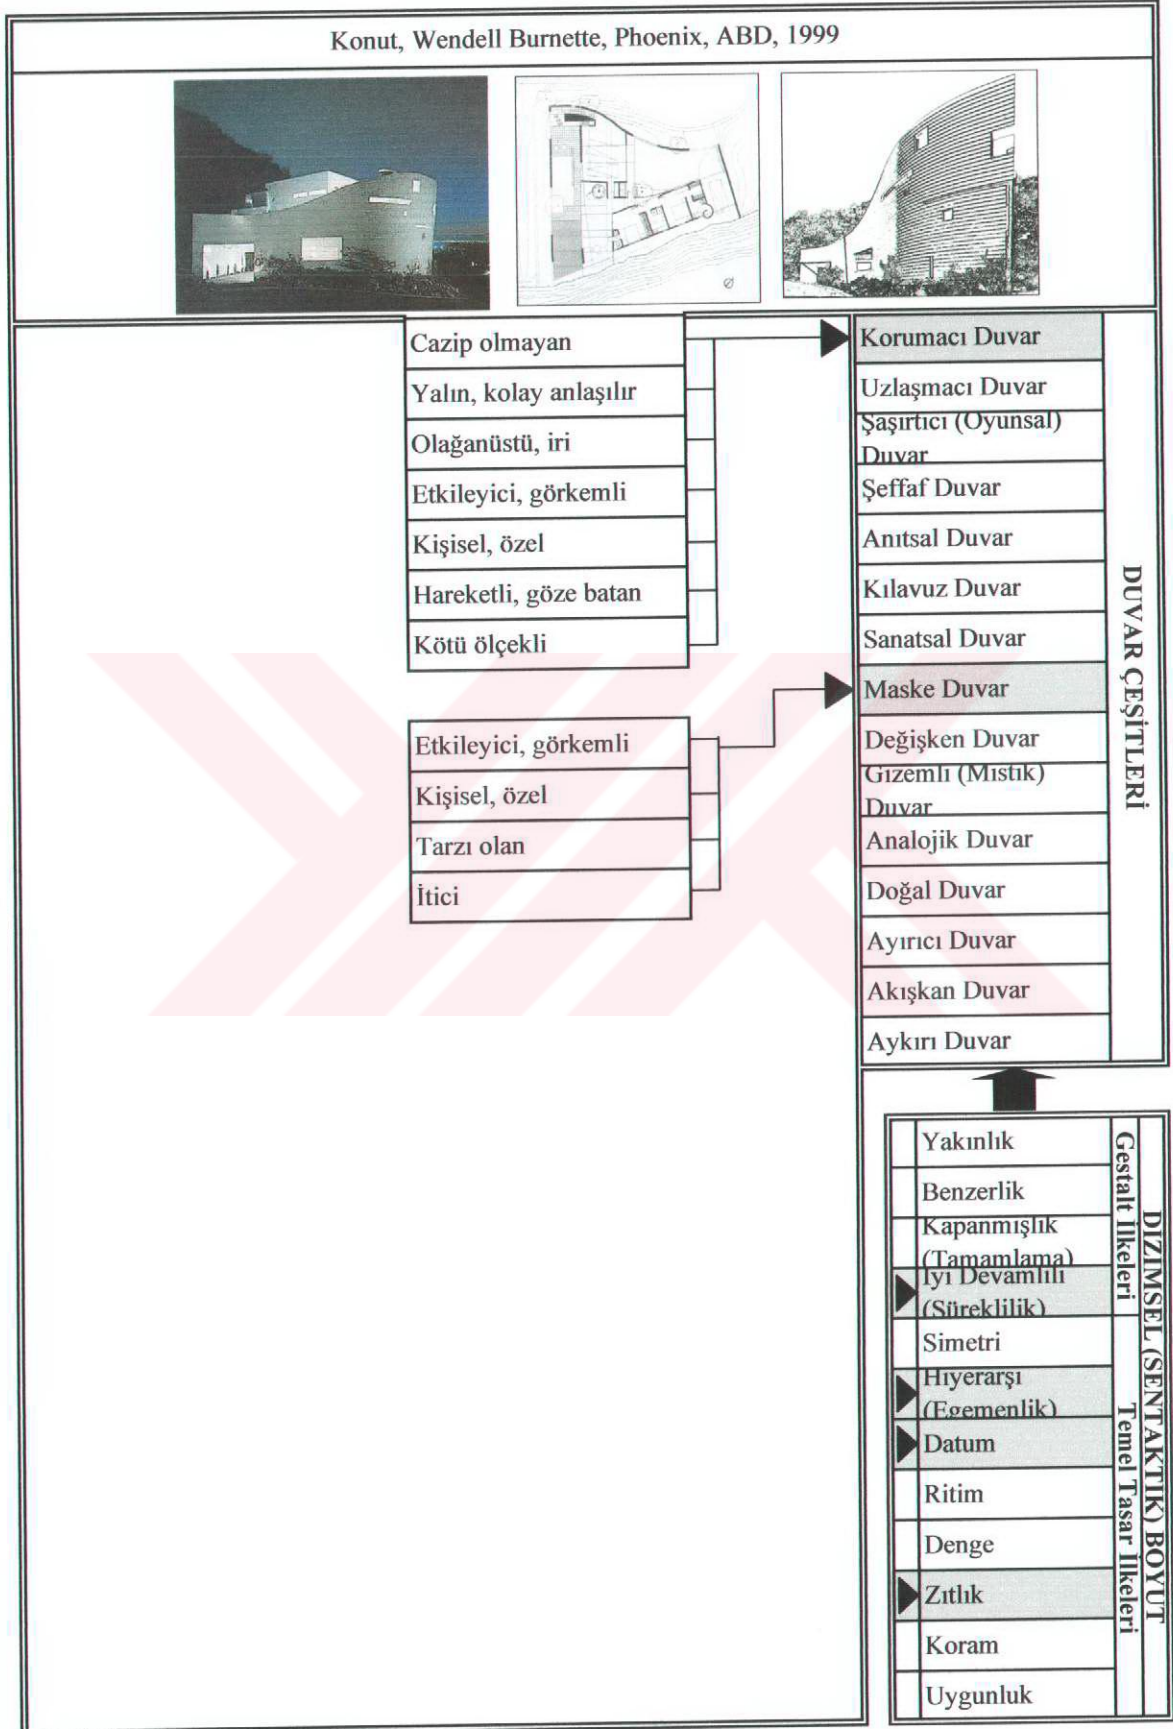 Konut, Wendell Burnette, Phoenix, ABD, 1999
Cazip olmayan
Yalın, kolay anlaşılır
Olağanüstü, iri
Etkileyici, görkemli
Kişisel, özel
Hareketli, göze batan
Kötü ölçekli
Etkileyici, görkemli
Kişisel, özel
Tarzı olan
İtici
Korumacı Duvar
Uzlaşmacı Duvar
Şaşırtıcı (Oyunsal)
Duvar
Şeffaf Duvar
Anıtsal Duvar
Kılavuz Duvar
Sanatsal Duvar
Maske Duvar
Değişken Duvar
Gizemli (Mistik)
Duvar
Analojik Duvar
Doğal Duvar
Ayırıcı Duvar
Akışkan Duvar
Aykırı Duvar
DUVAR ÇEŞİTLERİ
Yakınlık
Benzerlik
Kapanmışlık
(Tamamlama)
İyi Devamlılı
(Süreklilik)
Simetri
Hiyerarşi
(Egemenlik)
Datum
Ritim
Denge
Zıtlık
Koram
Uygunluk
Gestalt İlkeleri
Temel Tasar İlkeleri
DİZİMSEL (SENTAKTIK) BOYUT